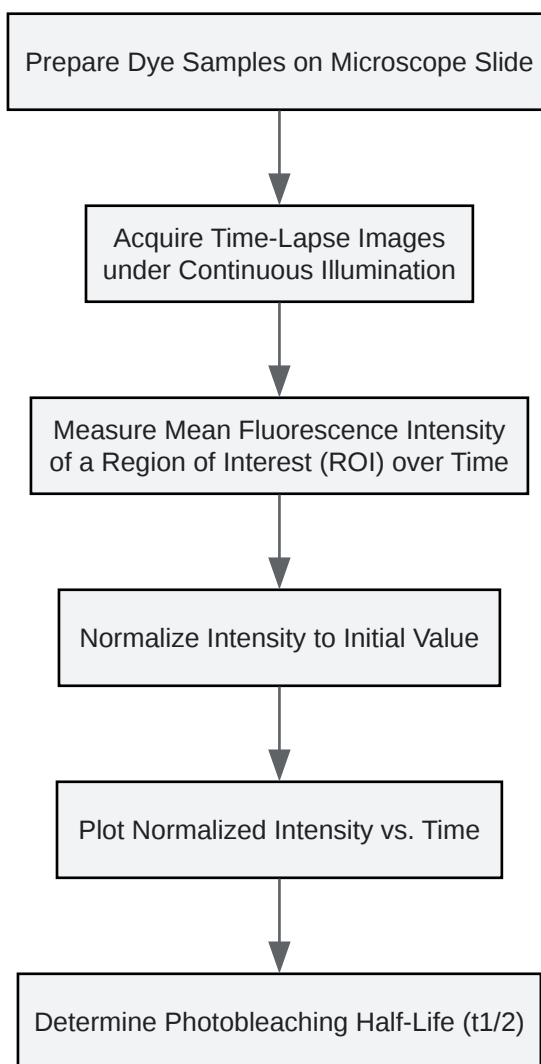 Prepare Dye Samples on Microscope Slide
Acquire Time-Lapse Images
under Continuous Illumination
Measure Mean Fluorescence Intensity
of a Region of Interest (ROI) over Time
Normalize Intensity to Initial Value
Plot Normalized Intensity vs. Time
Determine Photobleaching Half-Life (t1/2)